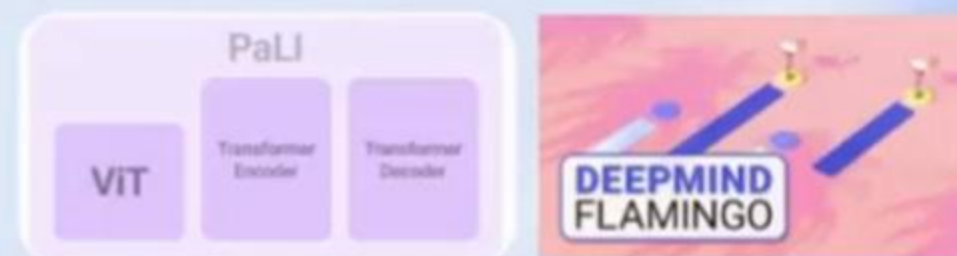 PaLI
ViT
Transformer
Encoder
Transformer
Decoder
DEEPMIND
FLAMINGO